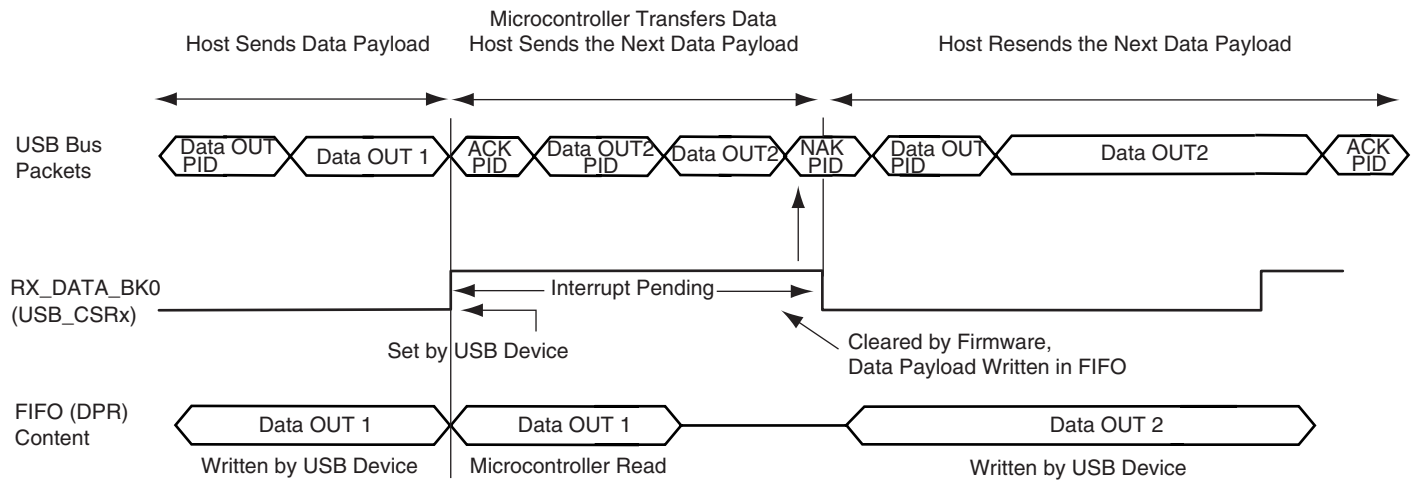 Microcontroller Transfers Data
Host Sends Data Payload
Host Sends the Next Data Payload
Host Resends the Next Data Payload
USB Bus
Packets
Data OUT
PID
Data OUT 1
ACK
PID
Data OUT2
PID
Data OUT2
NAK
PID
Data OUT
PID
Data OUT2
ACK
PID
RX_DATA_BK0
(USB_CSRx)
Interrupt Pending
Set by USB Device
Cleared by Firmware,
Data Payload Written in FIFO
FIFO (DPR)
Content
Data OUT 1
Data OUT 1
Data OUT 2
Written by USB Device
Microcontroller Read
Written by USB Device